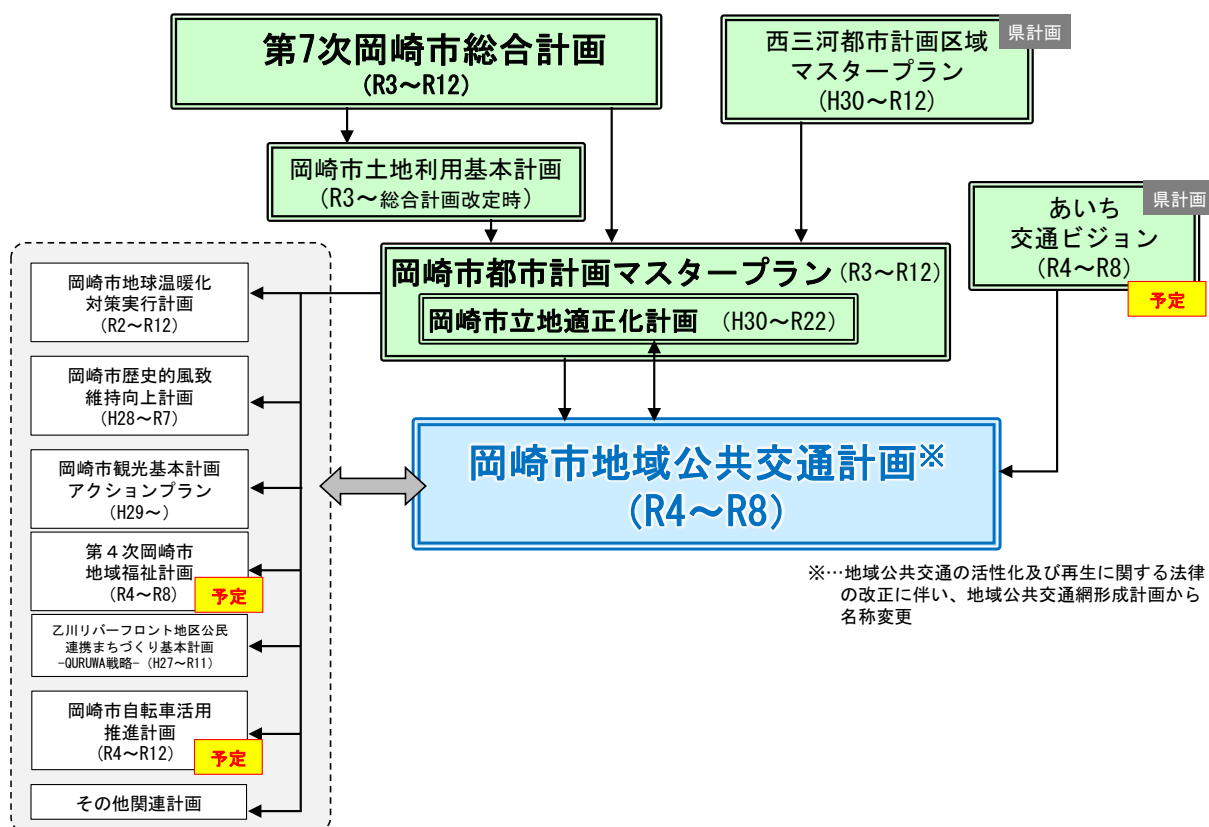 第7次岡崎市総合計画
(R3～R12)
県計画
西三河都市計画区域
マスタープラン
(H30～R12)
岡崎市土地利用基本計画
(R3～総合計画改定時)
県計画
あいち
交通ビジョン
(R4～R8)
予定
岡崎市都市計画マスタープラン(R3～R12)
岡崎市立地適正化計画 (H30～R22)
岡崎市地球温暖化
対策実行計画
(R2～R12)
岡崎市歴史的風致
維持向上計画
(H28～R7)
岡崎市観光基本計画
アクションプラン
(H29～)
第４次岡崎市
地域福祉計画
(R4～R8)
予定
乙川リバーフロント地区公民
連携まちづくり基本計画
-QURUWA戦略- (H27～R11)
岡崎市自転車活用
推進計画
(R4～R12)
予定
その他関連計画
岡崎市地域公共交通計画※
(R4～R8)
※…地域公共交通の活性化及び再生に関する法律
の改正に伴い、地域公共交通網形成計画から
名称変更